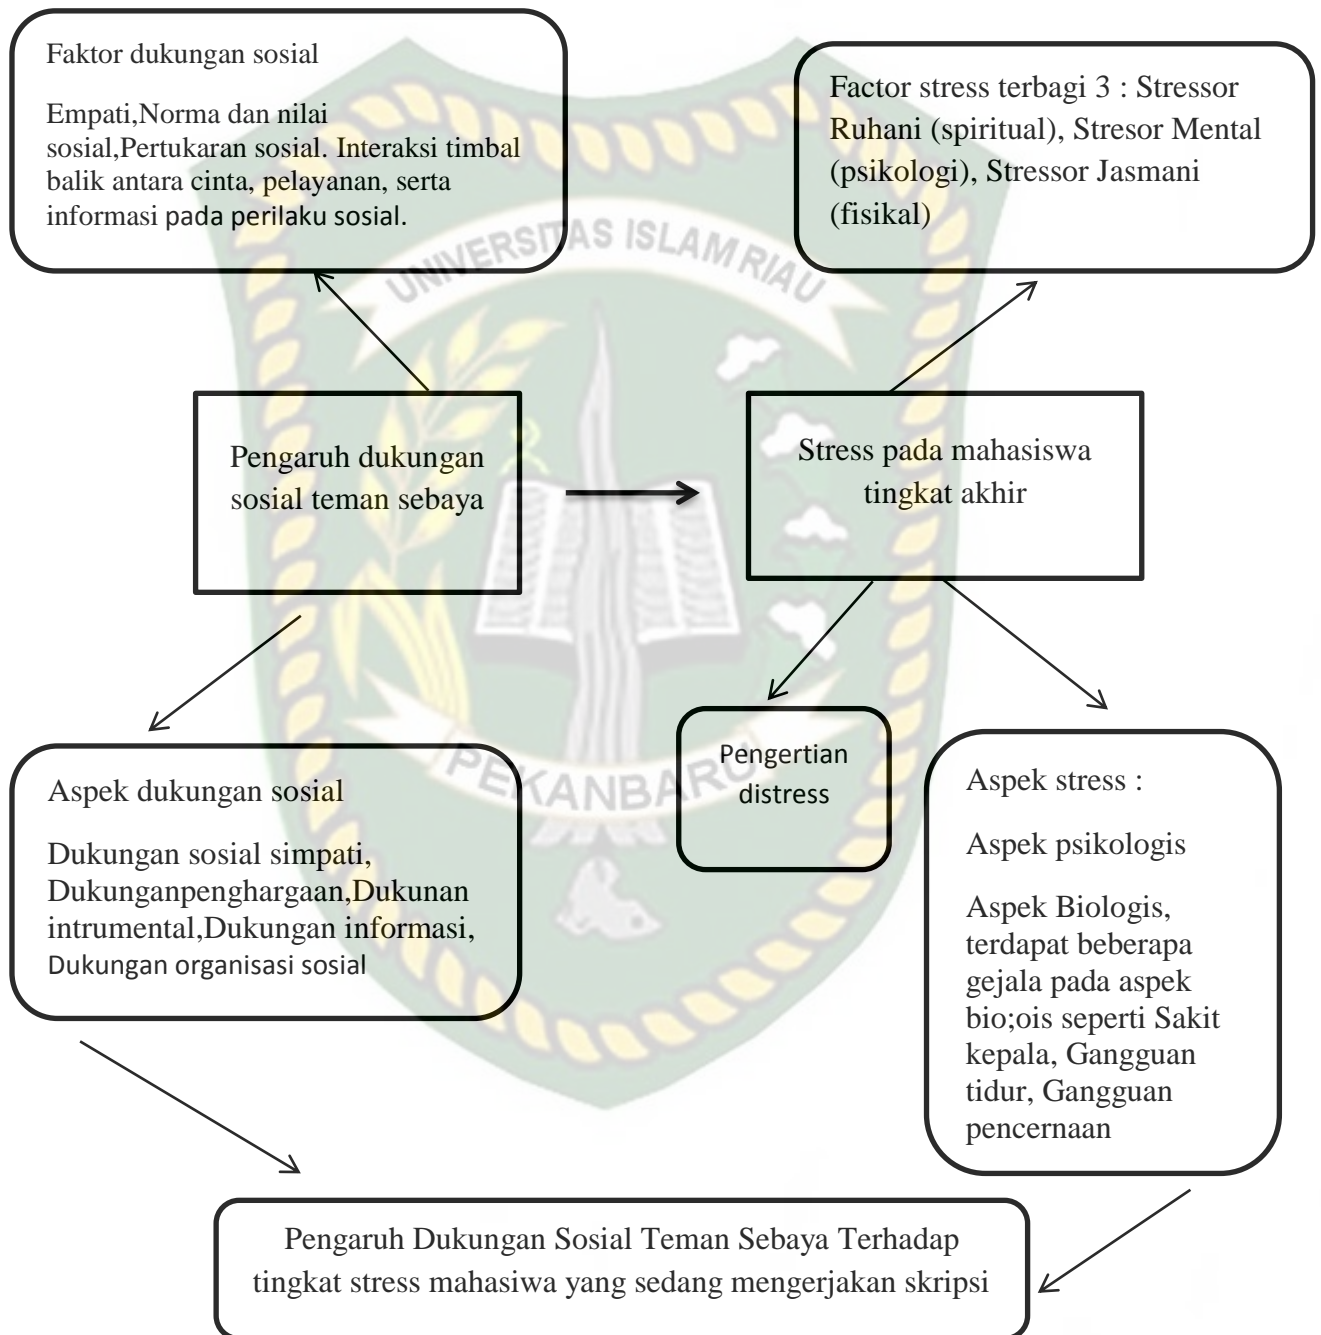 Faktor dukungan sosial
Empati,Norma dan nilai
sosial,Pertukaran sosial. Interaksi timbal
balik antara cinta, pelayanan, serta
informasi pada perilaku sosial.
Factor stress terbagi 3 : Stressor
Ruhani (spiritual), Stresor Mental
(psikologi), Stressor Jasmani
(fisikal)
UNIVERSITAS ISLAM RIAU
Pengaruh dukungan
sosial teman sebaya
Stress pada mahasiswa
tingkat akhir
Aspek dukungan sosial
Dukungan sosial simpati,
Dukunganpenghargaan,Dukunan
intrumental,Dukungan informasi,
Dukungan organisasi sosial
Pengertian
distress
PEKANBARU
Aspek stress :
Aspek psikologis
Aspek Biologis,
terdapat beberapa
gejala pada aspek
bio;ois seperti Sakit
kepala, Gangguan
tidur, Gangguan
pencernaan
Pengaruh Dukungan Sosial Teman Sebaya Terhadap
tingkat stress mahasiwa yang sedang mengerjakan skripsi